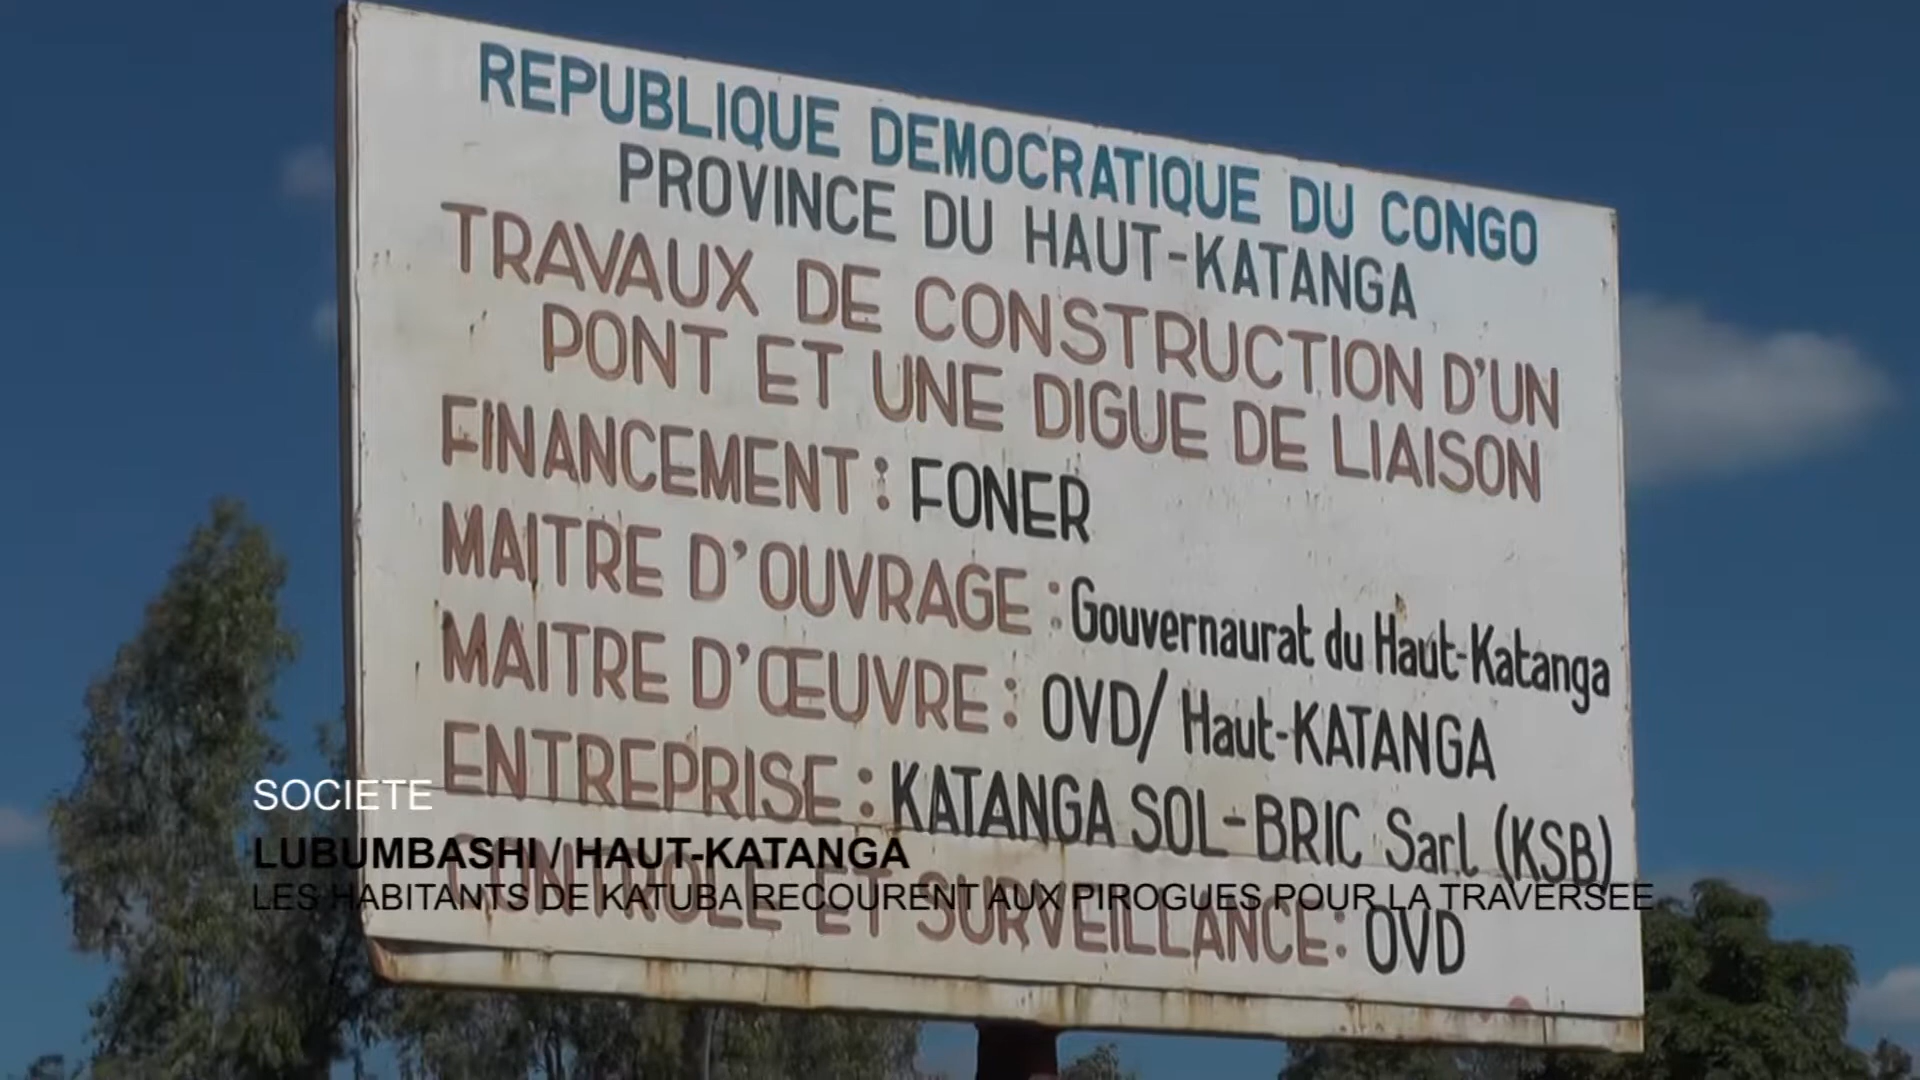 REPUBLIQUE DEMOCRATIQUE DU CONGO
PROVINCE DU HAUT-KATANGA
TRAVAUX DE CONSTRUCTION D'UN
PONT ET UNE DIGUE DE LIAISON
FINANCEMENT : FONER
MAITRE D'OUVRAGE : Gouvernaurat du Haut-Katanga
MAITRE D'ŒUVRE : OVD/ Haut-KATANGA
ENTREPRISE : KATANGA SOL-BRIC Sarl (KSB)
CONTROLE ET SURVEILLANCE : OVD
SOCIETE
LUBUMBASHI / HAUT-KATANGA
LES HABITANTS DE KATUBA RECOURENT AUX PIROGUES POUR LA TRAVERSEE